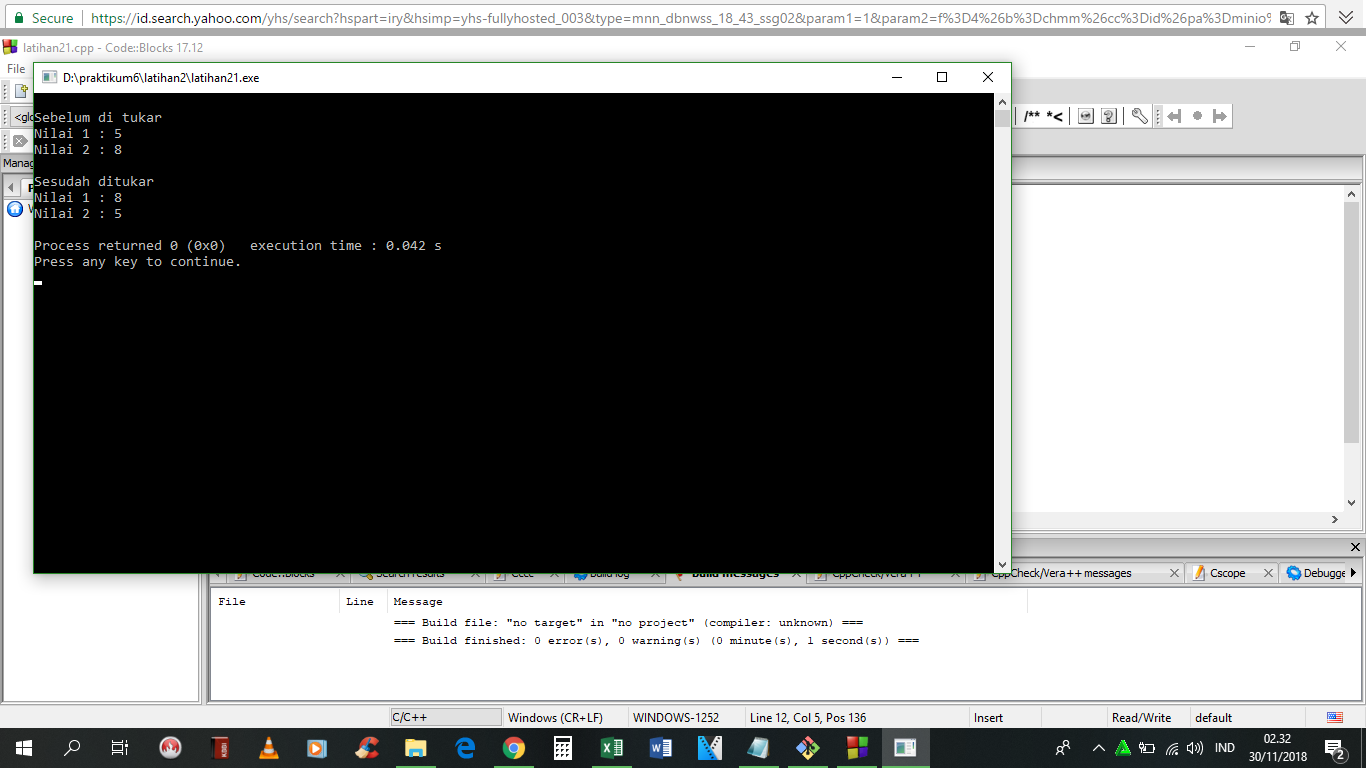 Secure
https://id.search.yahoo.com/yhs/search?hspart=iry&hsimp=yhs-fullyhosted_003&type=mnn_dbnwss_18_43_ssg02&param1=1&param2=f%3D4%26b%3Dchmm%26cc%3Did%26pa%3Dminio%
latihan21.cpp - Code::Blocks 17.12
File
D:\praktikum6\latihan2\latihan21.exe
<glo
/** *<
Manag
Sebelum di tukar
Nilai 1 : 5
Nilai 2 : 8
Sesudah ditukar
Nilai 1 : 8
Nilai 2 : 5
Process returned 0 (0x0)   execution time : 0.042 s
Press any key to continue.
Code::Blocks
Search results
Cccc
Build log
Build messages
CppCheck/Vera++
CppCheck/Vera++ messages
Cscope
Debugge
File Line Message
=== Build file: "no target" in "no project" (compiler: unknown) ===
=== Build finished: 0 error(s), 0 warning(s) (0 minute(s), 1 second(s)) ===
C/C++ Windows (CR+LF) WINDOWS-1252 Line 12, Col 5, Pos 136 Insert Read/Write default
IND
02.32
30/11/2018
2